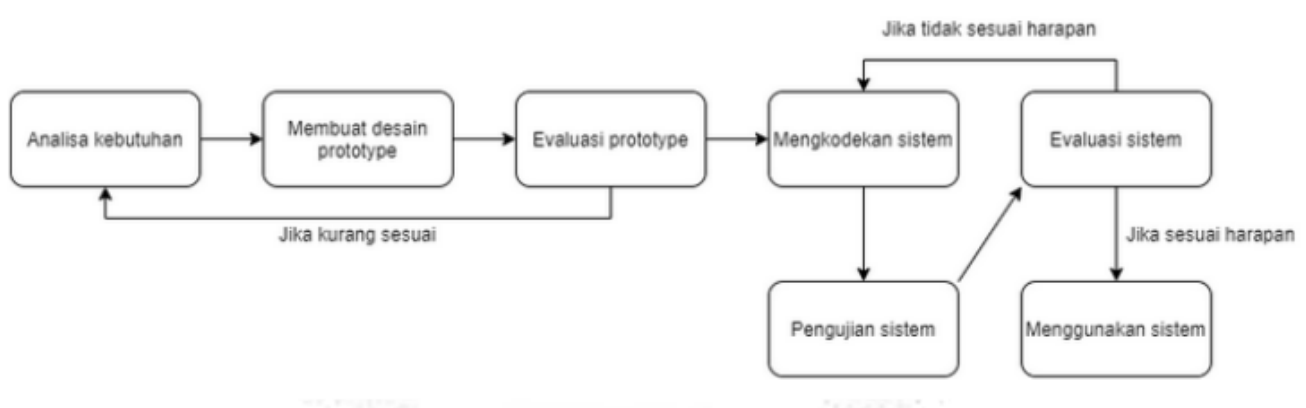 Jika tidak sesuai harapan
Analisa kebutuhan
Membuat desain
prototype
Evaluasi prototype
Mengkodekan sistem
Evaluasi sistem
Jika kurang sesuai
Jika sesuai harapan
Pengujian sistem
Menggunakan sistem